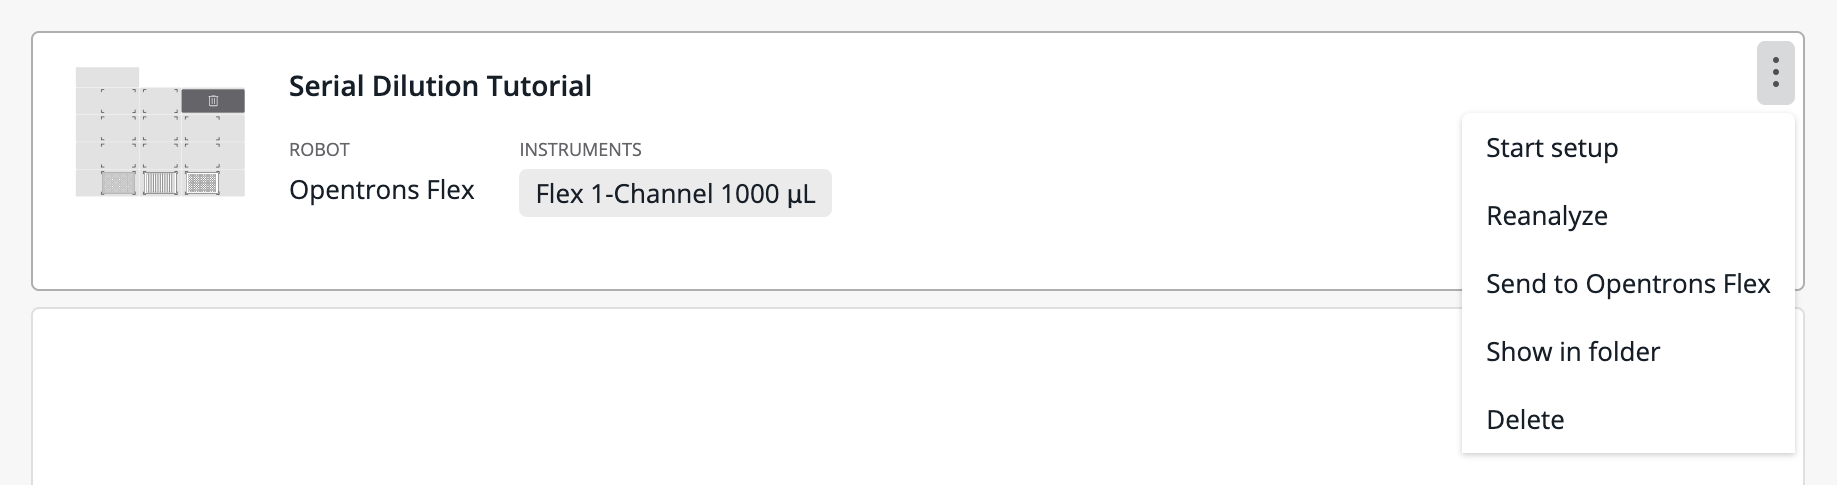 Serial Dilution Tutorial
ROBOT
INSTRUMENTS
Opentrons Flex
Flex 1-Channel 1000 µL
Start setup
Reanalyze
Send to Opentrons Flex
Show in folder
Delete